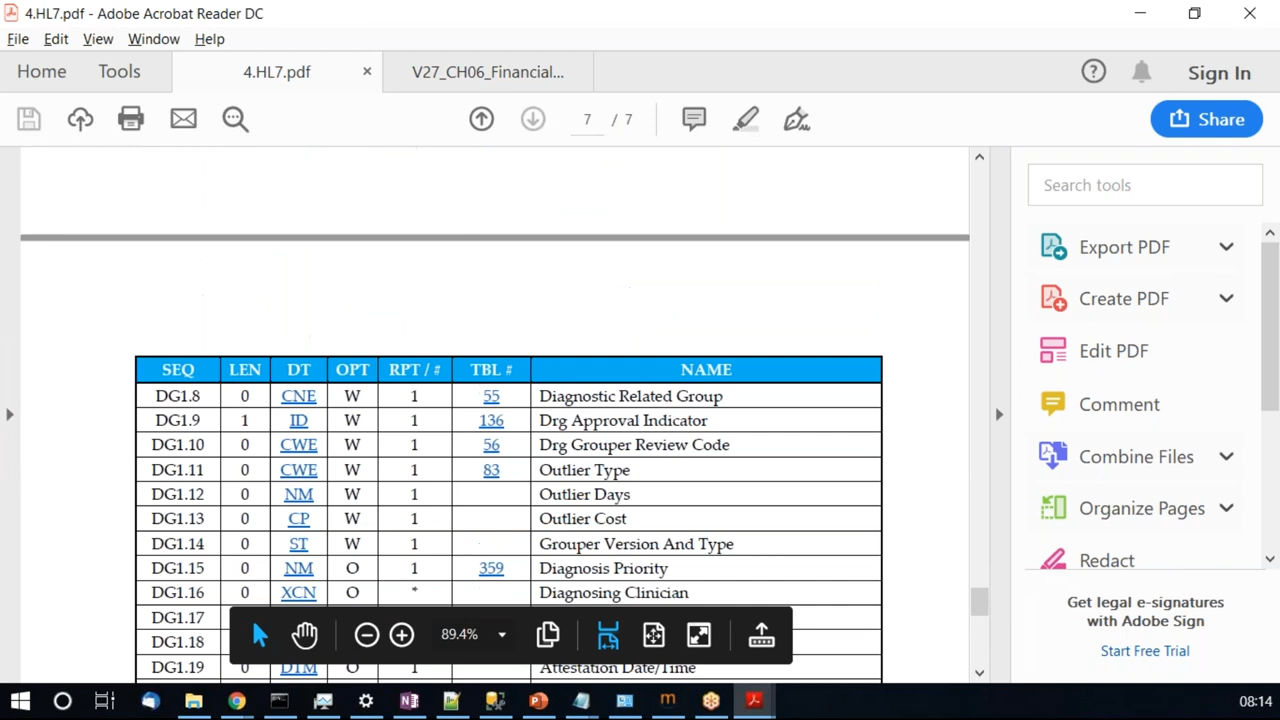 4.HL7.pdf - Adobe Acrobat Reader DC
File Edit View Window Help
Home Tools 4.HL7.pdf × V27_CH06_Financial... ? Sign In
7 / 7 Share
Search tools
Export PDF
Create PDF
Edit PDF
Comment
Combine Files
Organize Pages
Redact
Get legal e-signatures
with Adobe Sign
Start Free Trial
SEQ LEN DT OPT RPT / # TBL # NAME
DG1.8 0 CNE W 1 55 Diagnostic Related Group
DG1.9 1 ID W 1 136 Drg Approval Indicator
DG1.10 0 CWE W 1 56 Drg Grouper Review Code
DG1.11 0 CWE W 1 83 Outlier Type
DG1.12 0 NM W 1 Outlier Days
DG1.13 0 CP W 1 Outlier Cost
DG1.14 0 ST W 1 Grouper Version And Type
DG1.15 0 NM O 1 359 Diagnosis Priority
DG1.16 0 XCN O * Diagnosing Clinician
DG1.17
DG1.18
DG1.19 0 DTM O 1 Attestation Date/Time
89.4%
08:14